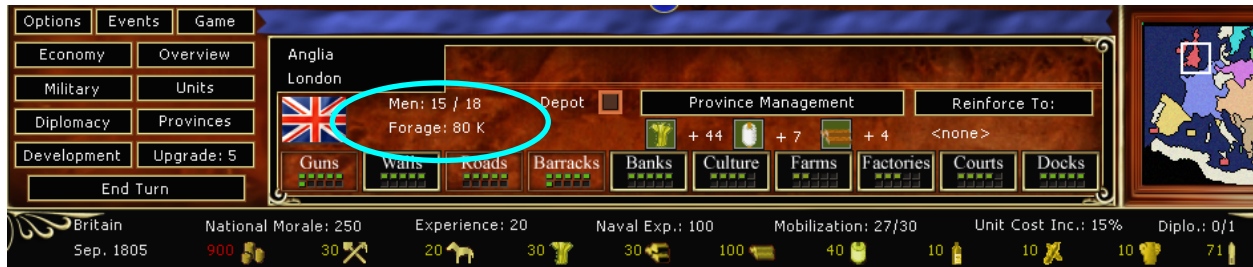 Options Events Game
Economy Overview
Military Units
Diplomacy Provinces
Development Upgrade: 5
End Turn
Anglia
London
Men: 15 / 18
Forage: 80 K
Depot
Province Management
Reinforce To:
+ 44 + 7 + 4
<none>
Guns Walls Roads Barracks Banks Culture Farms Factories Courts Docks
Britain National Morale: 250 Experience: 20 Naval Exp.: 100 Mobilization: 27/30 Unit Cost Inc.: 15% Diplo.: 0/1
Sep. 1805 900 30 20 30 30 100 40 10 10 10 71